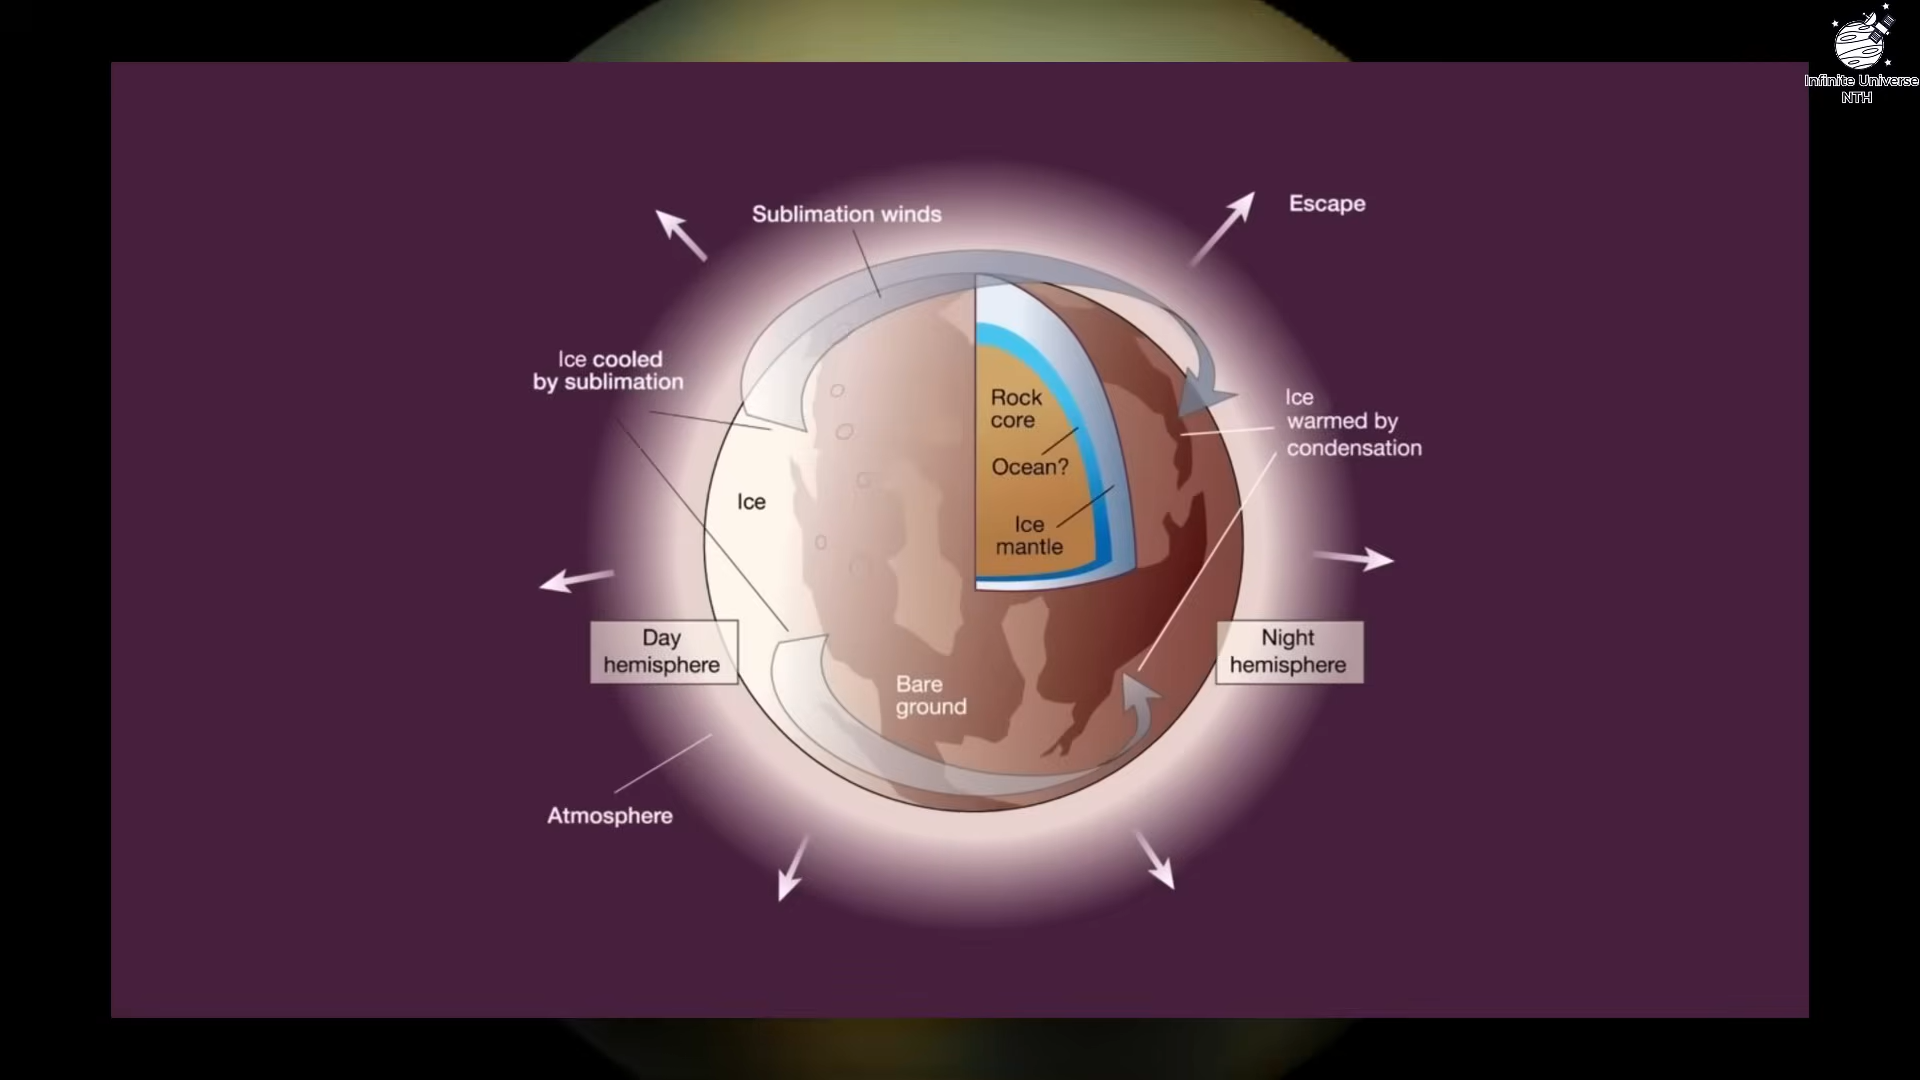 Infinite Universe
NTH
Sublimation winds
Escape
Ice cooled
by sublimation
Rock
core
Ocean?
Ice
mantle
Ice
warmed by
condensation
Ice
Day
hemisphere
Night
hemisphere
Bare
ground
Atmosphere